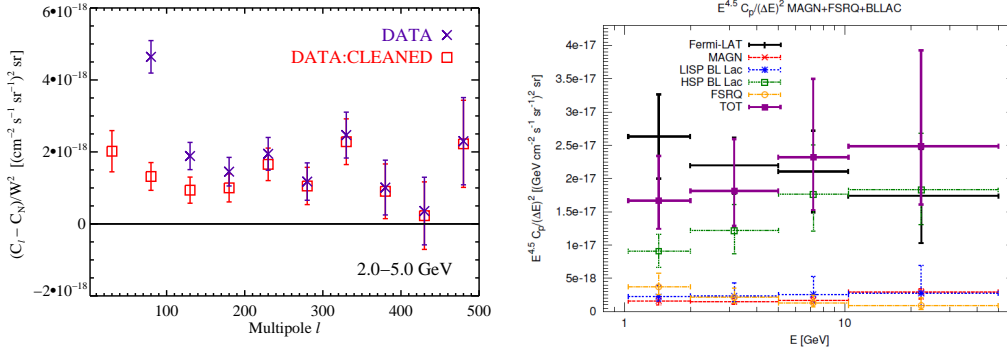 6•10⁻¹⁸
4•10⁻¹⁸
2•10⁻¹⁸
0
−2•10⁻¹⁸
(C_l − C_N)/W² [(cm⁻² s⁻¹ sr⁻¹)² sr]
DATA
DATA:CLEANED
2.0−5.0 GeV
100 200 300 400 500
Multipole l
E^4.5 C_p/(ΔE)² MAGN+FSRQ+BLLAC
E^4.5 C_p/(ΔE)² [(GeV cm⁻² s⁻¹ sr⁻¹)² sr]
4e-17
3.5e-17
3e-17
2.5e-17
2e-17
1.5e-17
1e-17
5e-18
0
Fermi-LAT
MAGN
LISP BL Lac
HSP BL Lac
FSRQ
TOT
1 10
E [GeV]